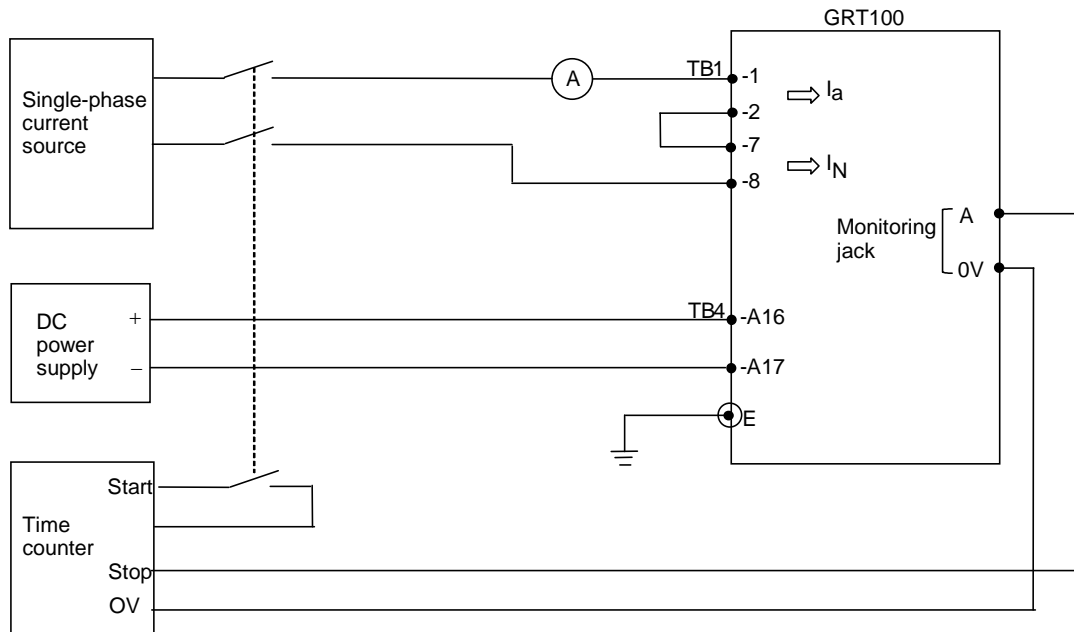 GRT100
Single-phase
current
source
A
TB1
-1
-2
-7
-8
Ia
IN
Monitoring
jack
A
0V
DC
power
supply
+
−
TB4
-A16
-A17
E
Time
counter
Start
Stop
OV